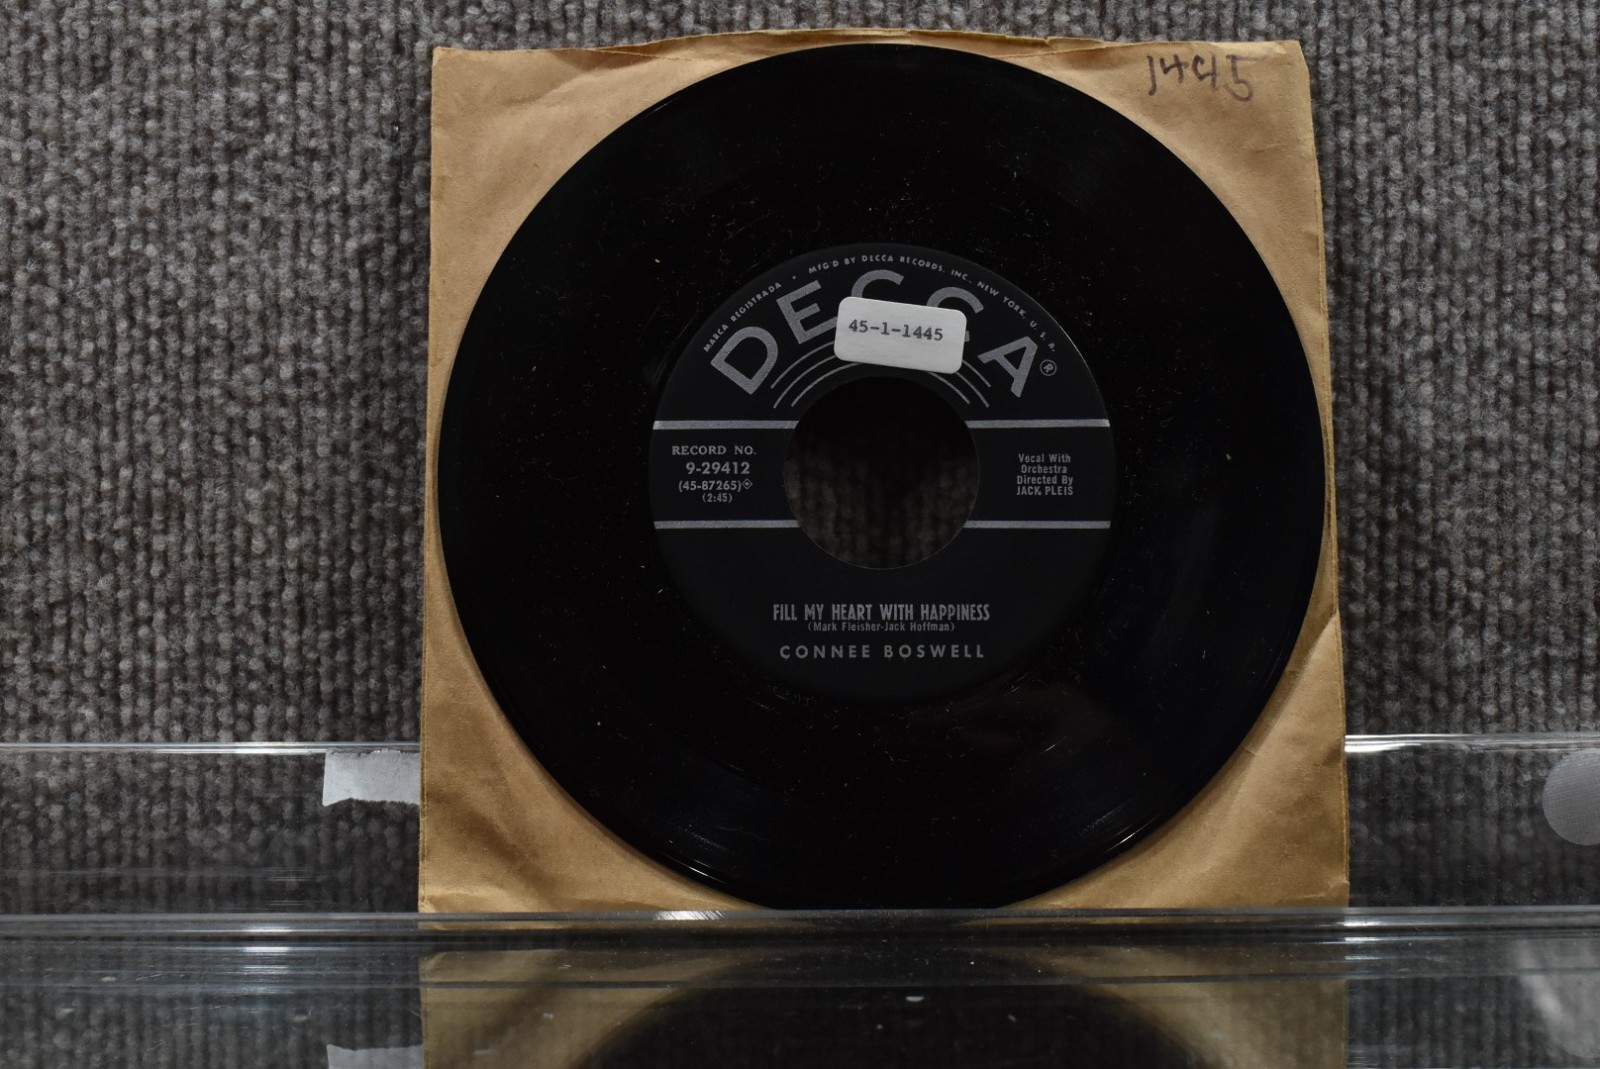 1445
MARCA REGISTRADA • MFG'D BY DECCA RECORDS, INC., NEW YORK, U. S. A.
DECCA ®
45-1-1445
RECORD NO.
9-29412
(45-87265)
(2:45)
Vocal With
Orchestra
Directed By
JACK PLEIS
FILL MY HEART WITH HAPPINESS
(Mark Fleisher-Jack Hoffman)
CONNEE BOSWELL